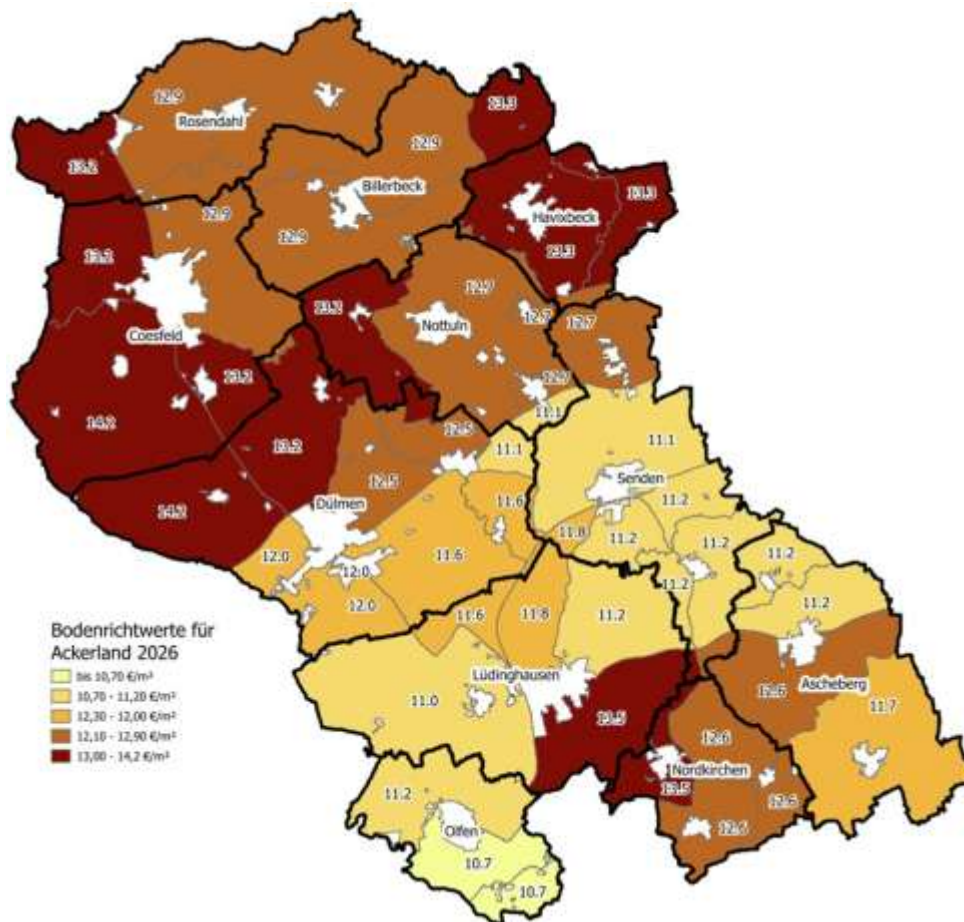 13.3
12.9
Rosendahl
12.9
13.2
Billerbeck
13.3
12.9
Havixbeck
12.9
13.2
13.3
12.7
13.2
12.7
12.7
Nottuln
Coesfeld
13.2
12.7
14.2
11.1
12.5
13.2
11.1
11.1
12.5
Senden
11.6
11.2
14.2
Dülmen
11.8
11.2
11.2
11.6
12.0
11.2
12.0
11.2
12.0
11.6
11.8
11.2
11.2
Bodenrichtwerte für
Ackerland 2026
bis 10,70 €/m²
10,70 - 11,20 €/m²
12,30 - 12,00 €/m²
12,10 - 12,90 €/m²
13,00 - 14,2 €/m²
Lüdinghausen
Ascheberg
12.6
11.0
13.5
11.7
12.6
Nordkirchen
13.5
11.2
12.6
12.6
Olfen
10.7
10.7